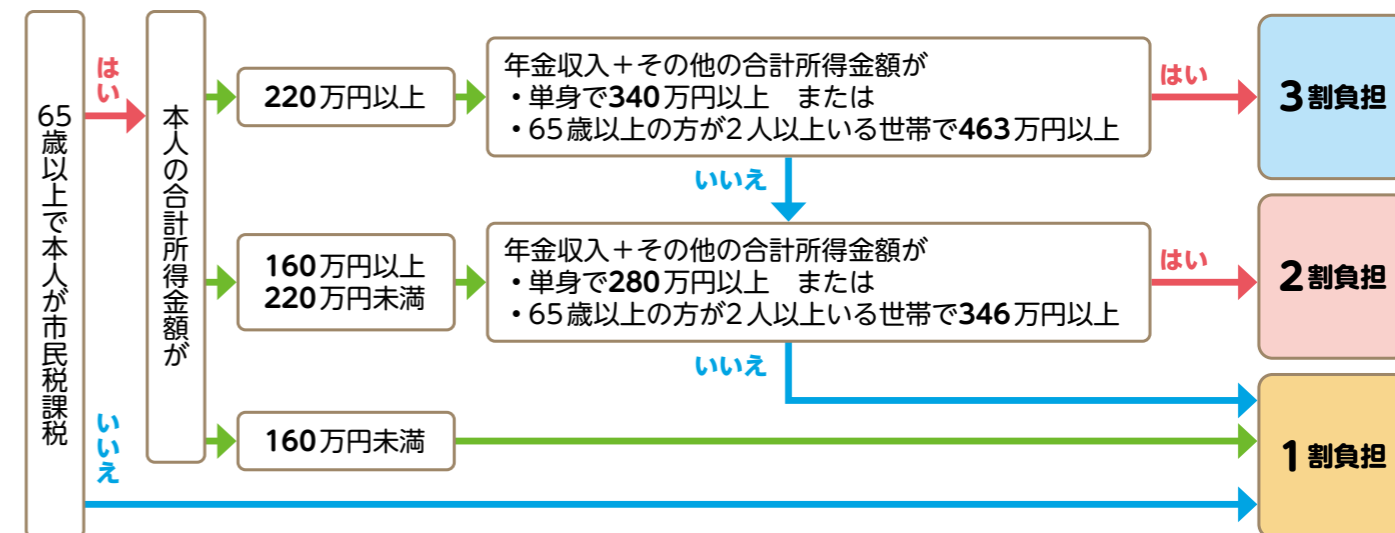 65歳以上で本人が市民税課税
はい
いいえ
本人の合計所得金額が
220万円以上
年金収入＋その他の合計所得金額が
・単身で340万円以上　または
・65歳以上の方が2人以上いる世帯で463万円以上
はい
3割負担
いいえ
160万円以上
220万円未満
年金収入＋その他の合計所得金額が
・単身で280万円以上　または
・65歳以上の方が2人以上いる世帯で346万円以上
はい
2割負担
いいえ
160万円未満
1割負担